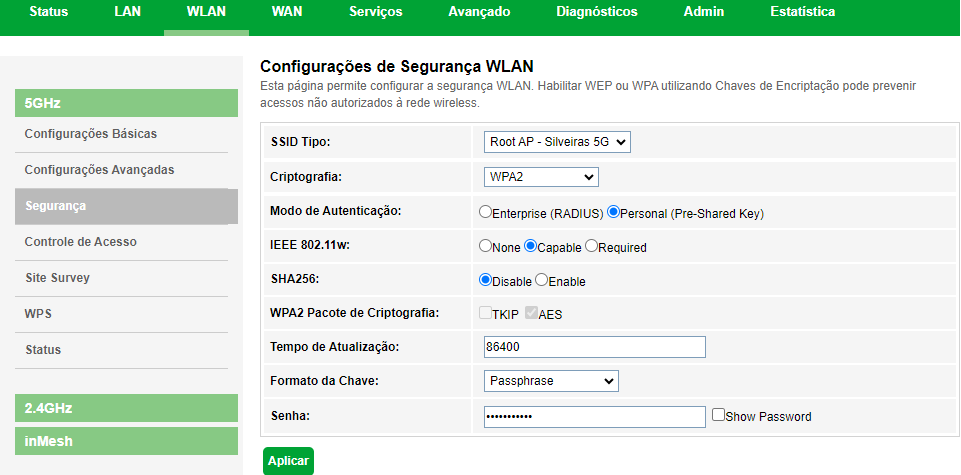 Status LAN WLAN WAN Serviços Avançado Diagnósticos Admin Estatística
5GHz
Configurações Básicas
Configurações Avançadas
Segurança
Controle de Acesso
Site Survey
WPS
Status
2.4GHz
inMesh
Configurações de Segurança WLAN
Esta página permite configurar a segurança WLAN. Habilitar WEP ou WPA utilizando Chaves de Encriptação pode prevenir
acessos não autorizados à rede wireless.
SSID Tipo: Root AP - Silveiras 5G
Criptografia: WPA2
Modo de Autenticação: Enterprise (RADIUS) Personal (Pre-Shared Key)
IEEE 802.11w: None Capable Required
SHA256: Disable Enable
WPA2 Pacote de Criptografia: TKIP AES
Tempo de Atualização: 86400
Formato da Chave: Passphrase
Senha: ••••••••••• Show Password
Aplicar